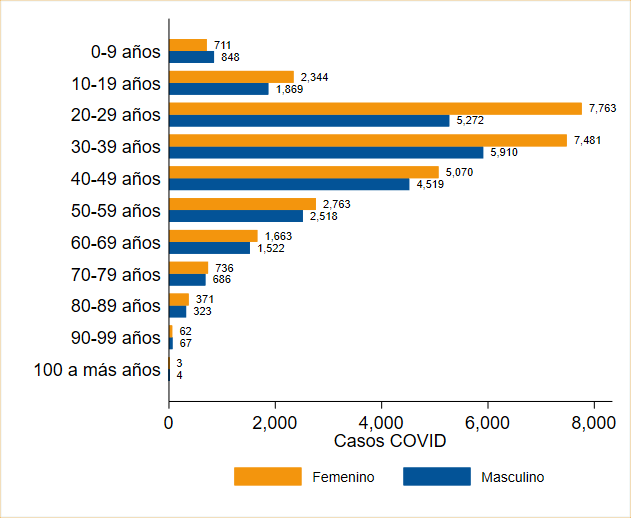 0-9 años
711
848
10-19 años
2,344
1,869
20-29 años
7,763
5,272
30-39 años
7,481
5,910
40-49 años
5,070
4,519
50-59 años
2,763
2,518
60-69 años
1,663
1,522
70-79 años
736
686
80-89 años
371
323
90-99 años
62
67
100 a más años
3
4
0 2,000 4,000 6,000 8,000
Casos COVID
Femenino Masculino